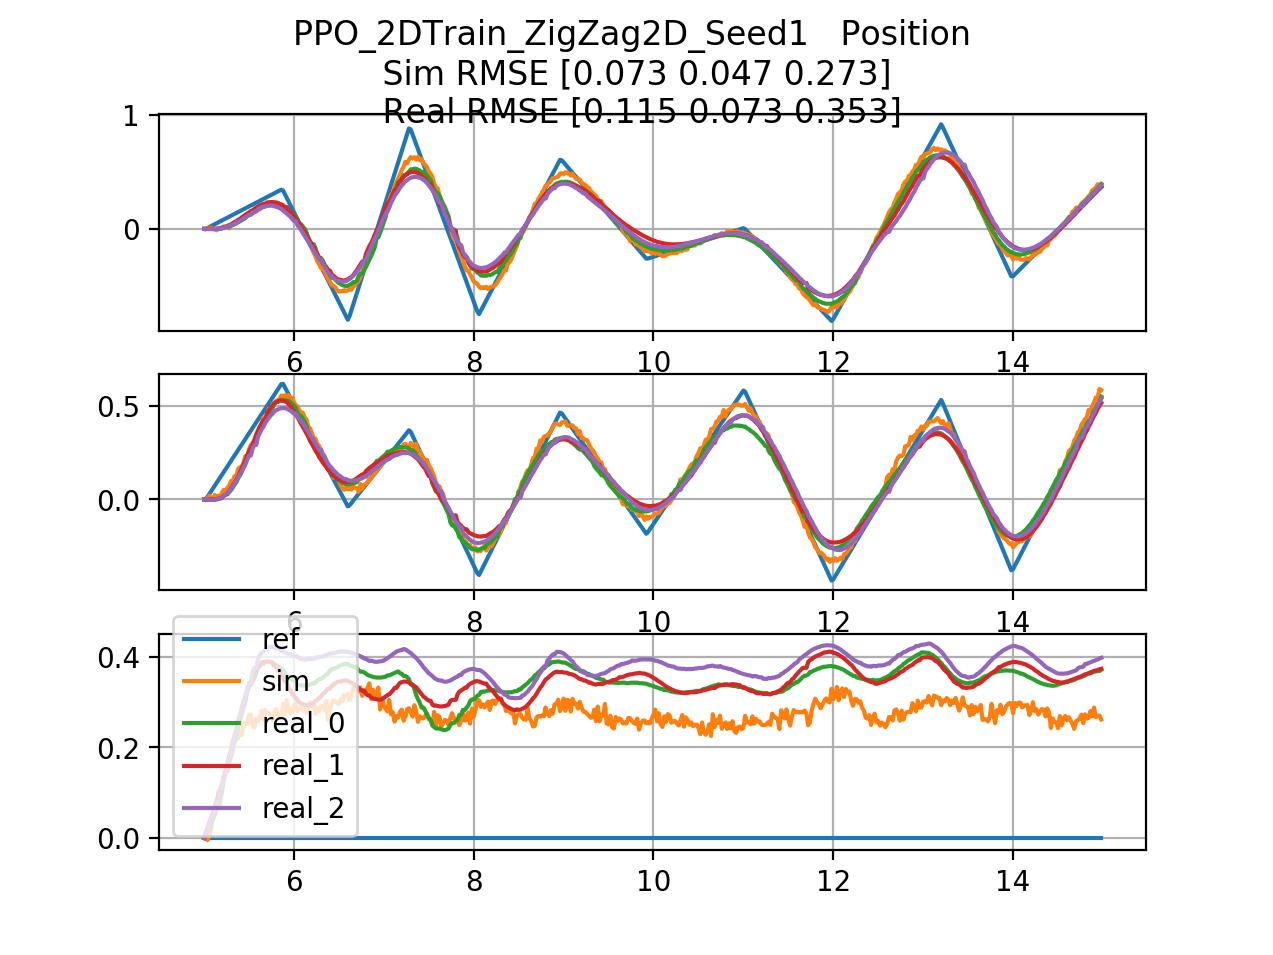 PPO_2DTrain_ZigZag2D_Seed1 Position
Sim RMSE [0.073 0.047 0.273]
Real RMSE [0.115 0.073 0.353]
1
0
6 8 10 12 14
0.5
0.0
6 8 10 12 14
0.4
0.2
0.0
ref
sim
real_0
real_1
real_2
6 8 10 12 14